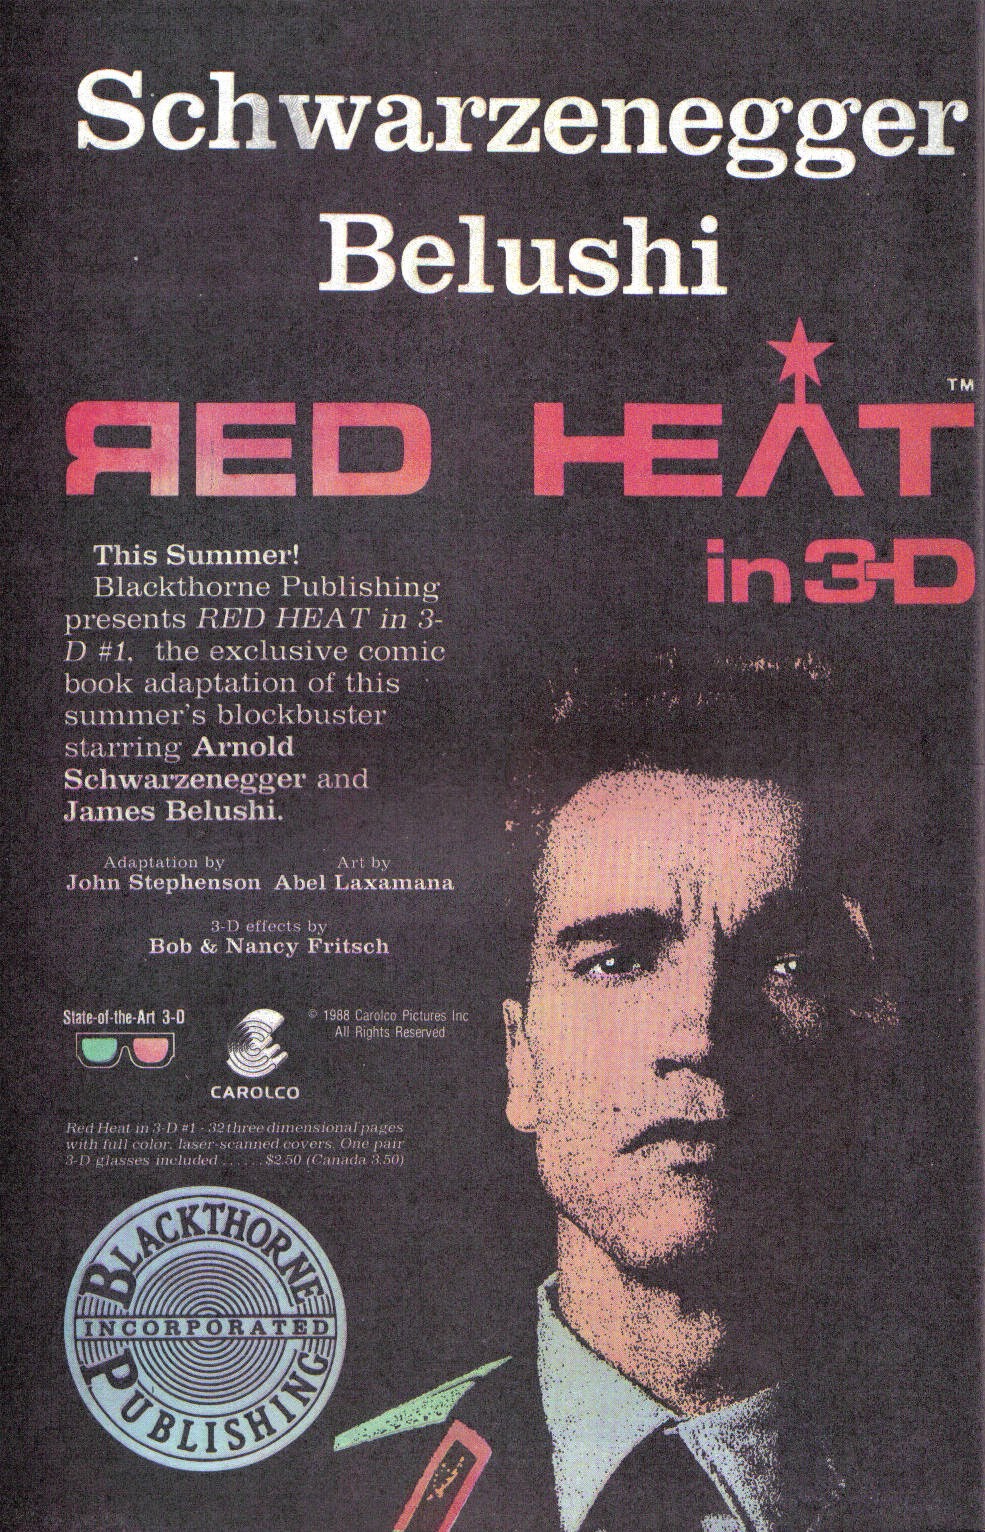 Schwarzenegger
Belushi
RED HEAT™
in 3-D
This Summer!
Blackthorne Publishing
presents RED HEAT in 3-
D #1, the exclusive comic
book adaptation of this
summer's blockbuster
starring Arnold
Schwarzenegger and
James Belushi.
Adaptation by
John Stephenson
Art by
Abel Laxamana
3-D effects by
Bob & Nancy Fritsch
State-of-the-Art 3-D
CAROLCO
© 1988 Carolco Pictures Inc
All Rights Reserved
Red Heat in 3-D #1 - 32 three dimensional pages
with full color, laser-scanned covers. One pair
3-D glasses included ...... $2.50 (Canada 3.50)
BLACKTHORNE
INCORPORATED
PUBLISHING